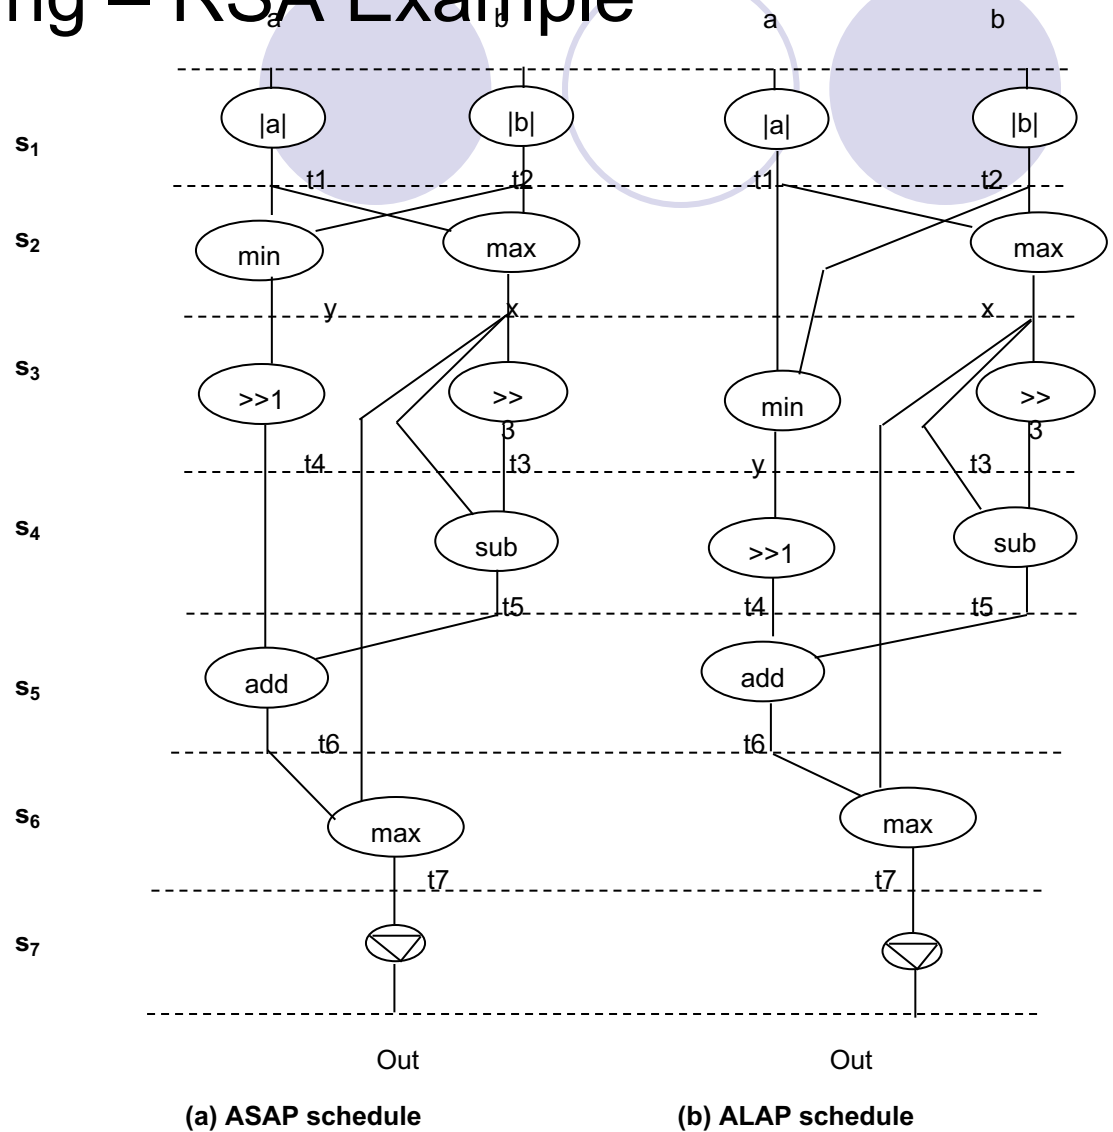 ng – RSA Example
a b a b
|a| |b| |a| |b|
s1
t1 t2 t1 t2
s2
min max max
y x x
s3
>>1 >> min >>
3 3
t4 t3 y t3
s4
sub >>1 sub
t5 t4 t5
add add
s5
t6 t6
s6
max max
t7 t7
s7
Out Out
(a) ASAP schedule (b) ALAP schedule